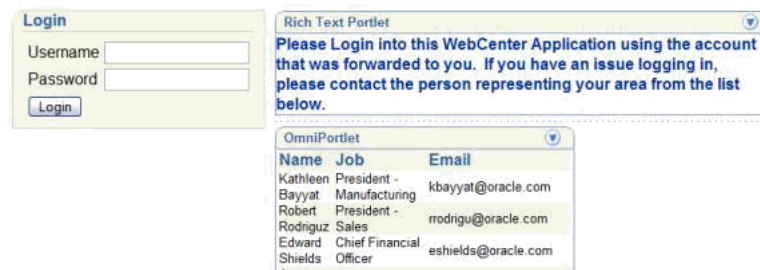 Login
Username
Password
Login
Rich Text Portlet
Please Login into this WebCenter Application using the account
that was forwarded to you. If you have an issue logging in,
please contact the person representing your area from the list
below.
OmniPortlet
Name Job Email
Kathleen Bayyat President - Manufacturing kbayyat@oracle.com
Robert Rodriguz President - Sales rrodrigu@oracle.com
Edward Shields Chief Financial Officer eshields@oracle.com